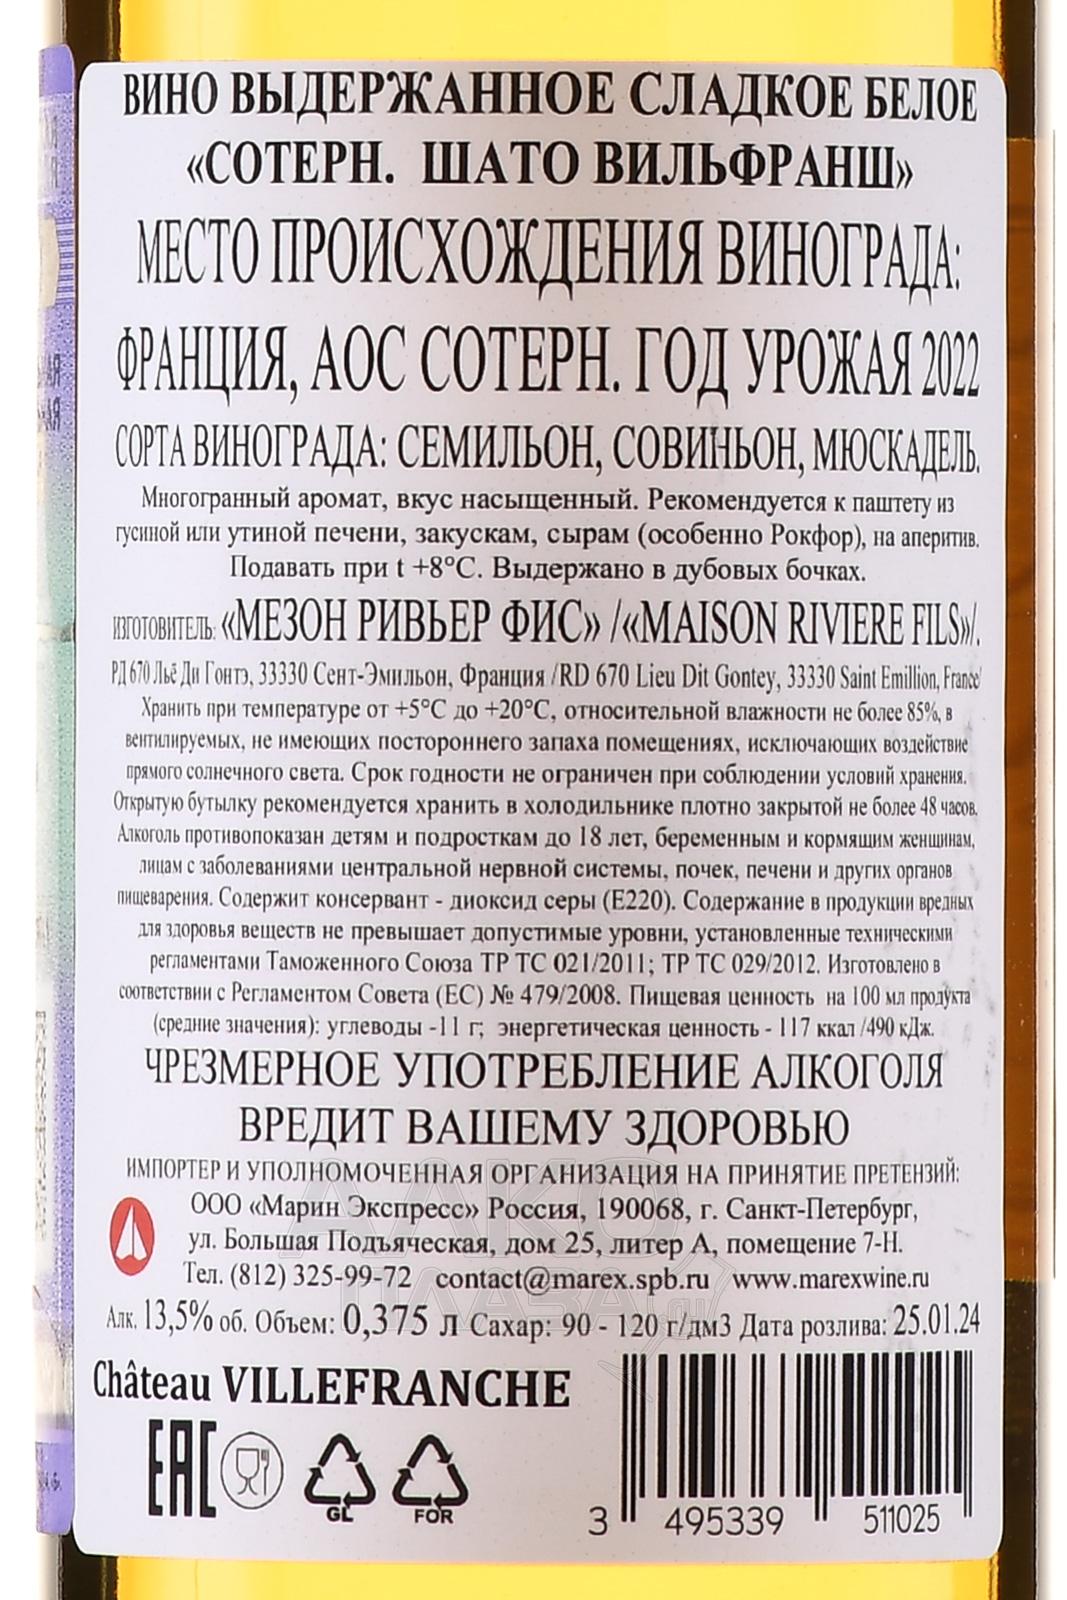 ВИНО ВЫДЕРЖАННОЕ СЛАДКОЕ БЕЛОЕ
«СОТЕРН. ШАТО ВИЛЬФРАНШ»
МЕСТО ПРОИСХОЖДЕНИЯ ВИНОГРАДА:
ФРАНЦИЯ, АОС СОТЕРН. ГОД УРОЖАЯ 2022
СОРТА ВИНОГРАДА: СЕМИЛЬОН, СОВИНЬОН, МЮСКАДЕЛЬ.
Многогранный аромат, вкус насыщенный. Рекомендуется к паштету из
гусиной или утиной печени, закускам, сырам (особенно Рокфор), на аперитив.
Подавать при t +8°С. Выдержано в дубовых бочках.
ИЗГОТОВИТЕЛЬ: «МЕЗОН РИВЬЕР ФИС» /«MAISON RIVIERE FILS»/.
РД 670 Льё Ди Гонтэ, 33330 Сент-Эмильон, Франция /RD 670 Lieu Dit Gontey, 33330 Saint Emillion, France/
Хранить при температуре от +5°С до +20°С, относительной влажности не более 85%, в
вентилируемых, не имеющих постороннего запаха помещениях, исключающих воздействие
прямого солнечного света. Срок годности не ограничен при соблюдении условий хранения.
Открытую бутылку рекомендуется хранить в холодильнике плотно закрытой не более 48 часов.
Алкоголь противопоказан детям и подросткам до 18 лет, беременным и кормящим женщинам,
лицам с заболеваниями центральной нервной системы, почек, печени и других органов
пищеварения. Содержит консервант - диоксид серы (Е220). Содержание в продукции вредных
для здоровья веществ не превышает допустимые уровни, установленные техническими
регламентами Таможенного Союза ТР ТС 021/2011; ТР ТС 029/2012. Изготовлено в
соответствии с Регламентом Совета (ЕС) № 479/2008. Пищевая ценность на 100 мл продукта
(средние значения): углеводы -11 г; энергетическая ценность - 117 ккал /490 кДж.
ЧРЕЗМЕРНОЕ УПОТРЕБЛЕНИЕ АЛКОГОЛЯ
ВРЕДИТ ВАШЕМУ ЗДОРОВЬЮ
ИМПОРТЕР И УПОЛНОМОЧЕННАЯ ОРГАНИЗАЦИЯ НА ПРИНЯТИЕ ПРЕТЕНЗИЙ:
ООО «Марин Экспресс» Россия, 190068, г. Санкт-Петербург,
ул. Большая Подъяческая, дом 25, литер А, помещение 7-Н.
Тел. (812) 325-99-72 contact@marex.spb.ru www.marexwine.ru
Алк. 13,5% об. Объем: 0,375 л Сахар: 90 - 120 г/дм3 Дата розлива: 25.01.24
Château VILLEFRANCHE
EAC
GL FOR
3 495339 511025
АЛКО
ПЛАЗА.ru